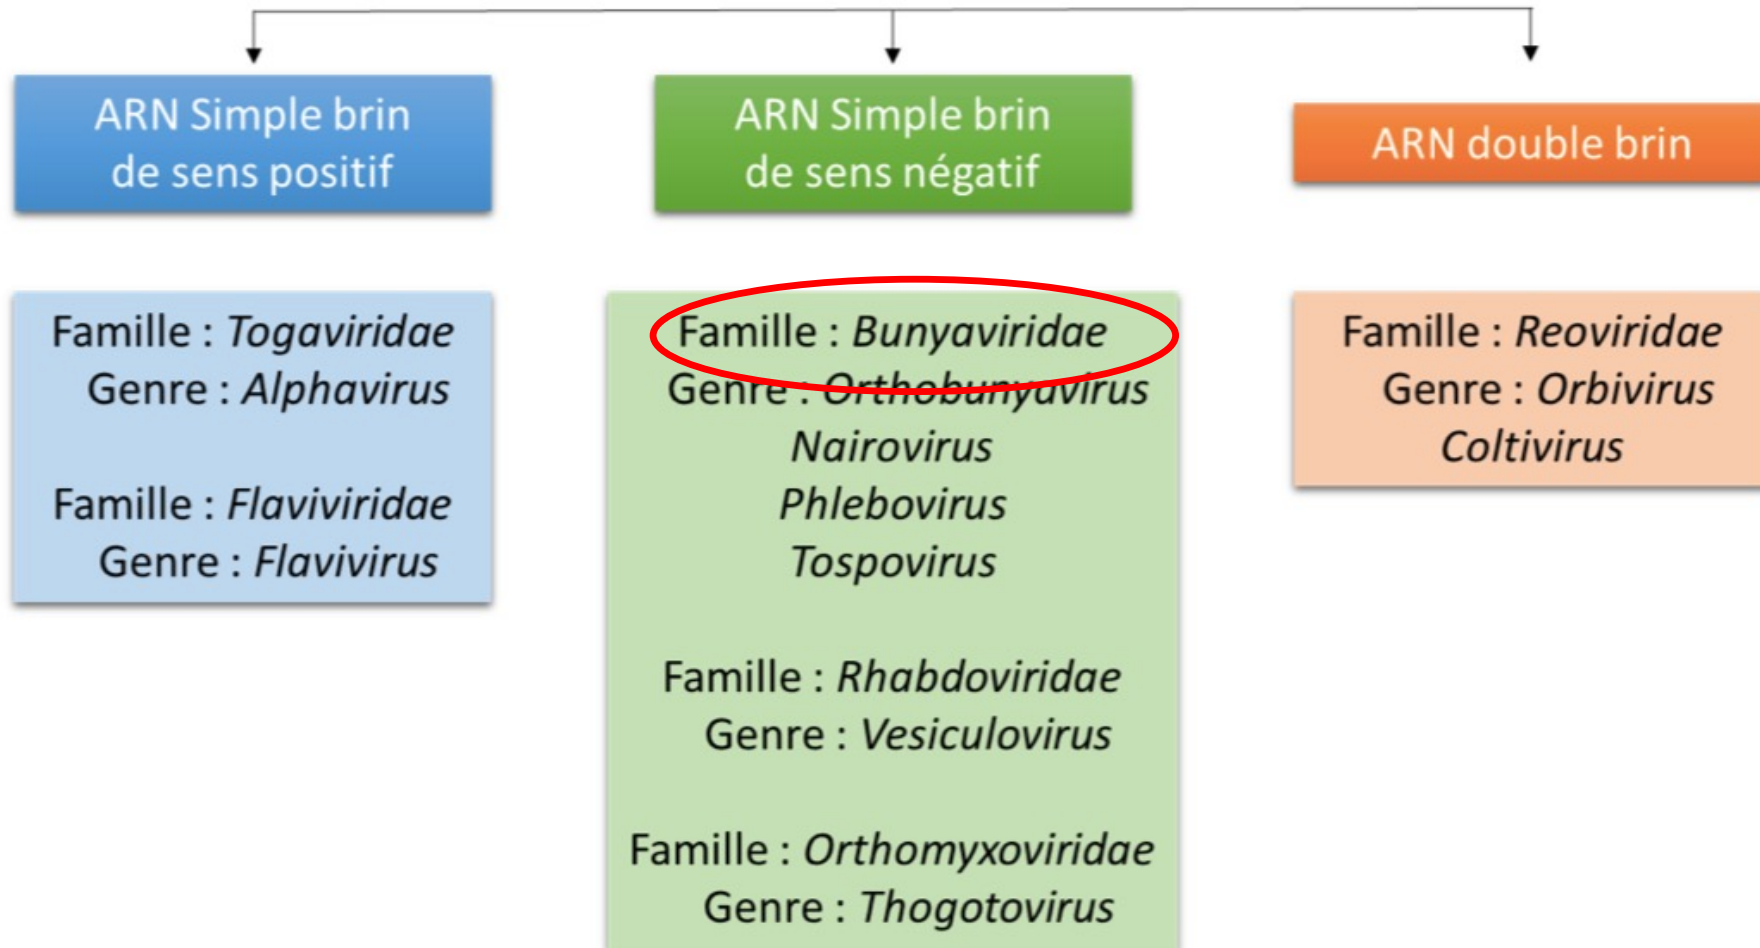 ARN Simple brin
de sens positif
Famille : Togaviridae
Genre : Alphavirus
Famille : Flaviviridae
Genre : Flavivirus
ARN Simple brin
de sens négatif
Famille : Bunyaviridae
Genre : Orthobunyavirus
Nairovirus
Phlebovirus
Tospovirus
Famille : Rhabdoviridae
Genre : Vesiculovirus
Famille : Orthomyxoviridae
Genre : Thogotovirus
ARN double brin
Famille : Reoviridae
Genre : Orbivirus
Coltivirus